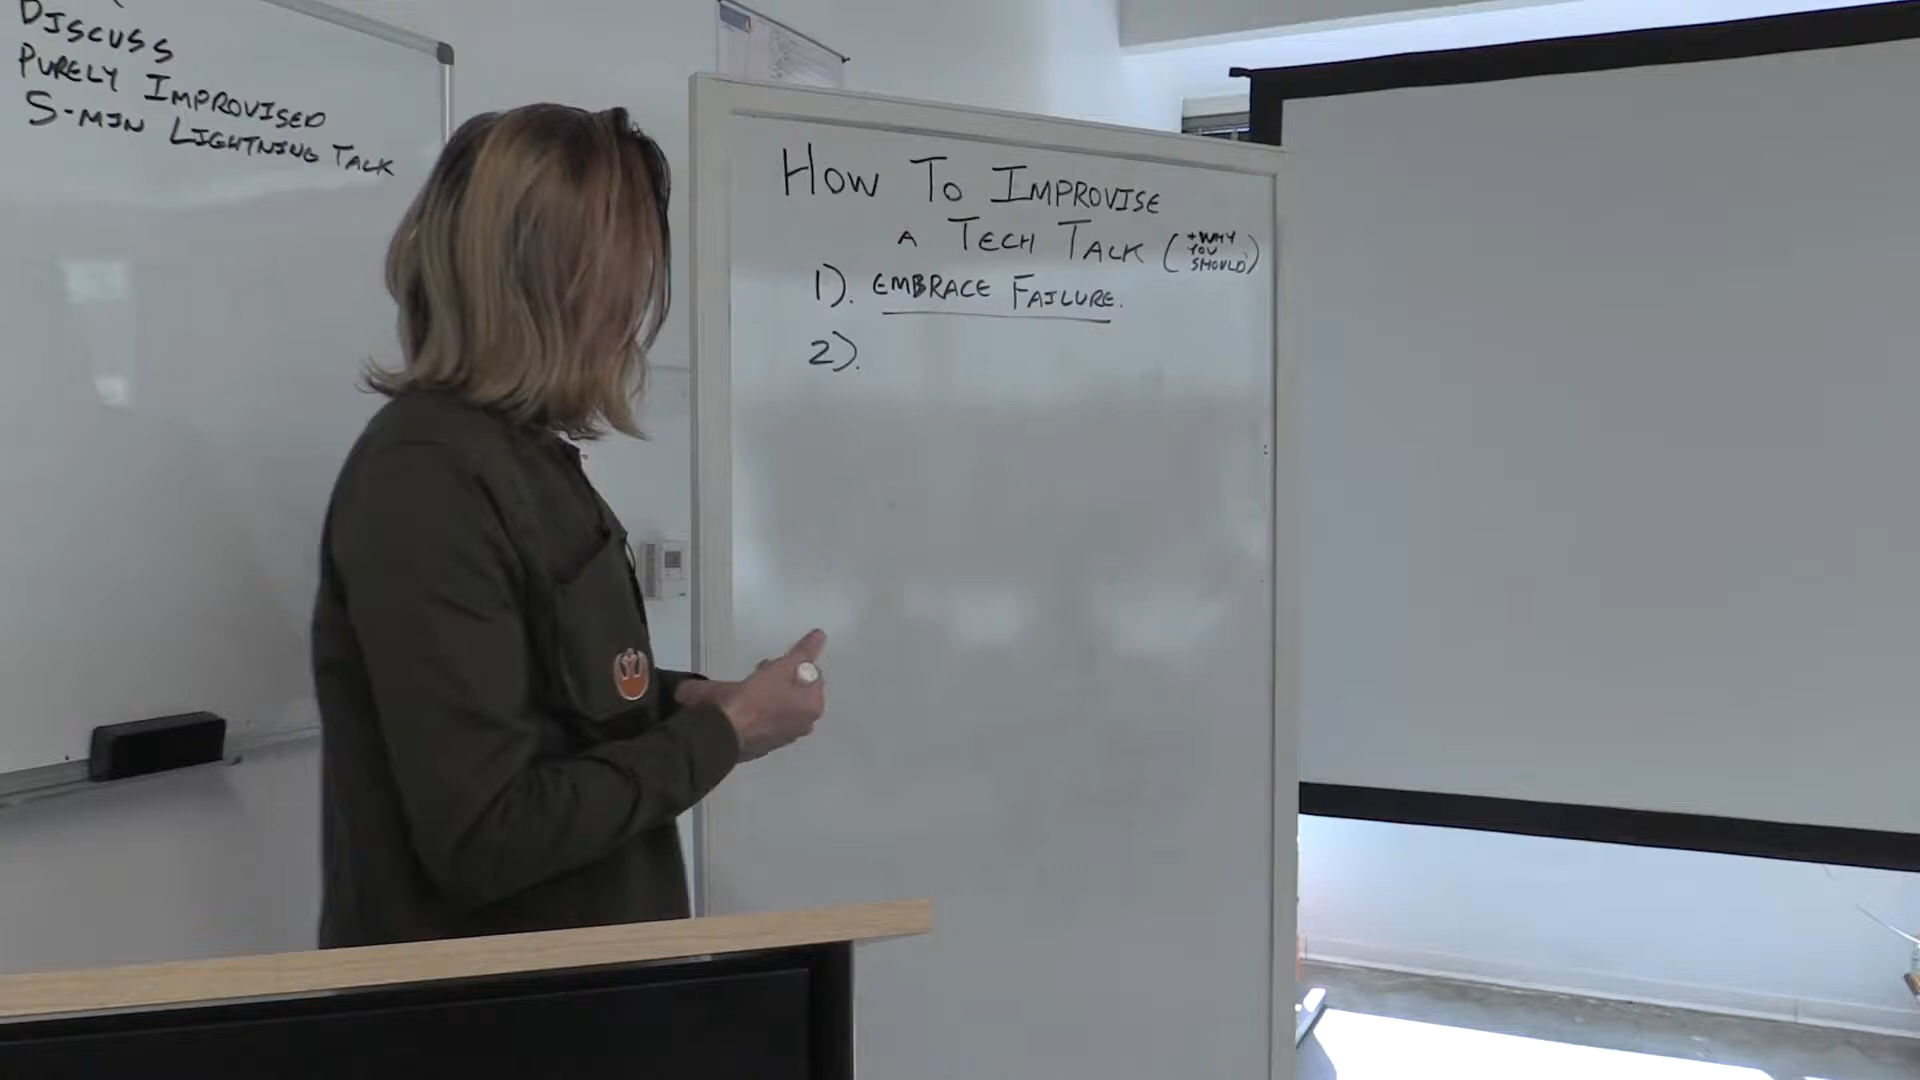 DISCUSS
PURELY IMPROVISED
5-MIN LIGHTNING TALK
HOW TO IMPROVISE
A TECH TALK (+WHY
YOU
SHOULD)
1). EMBRACE FAILURE.
2).